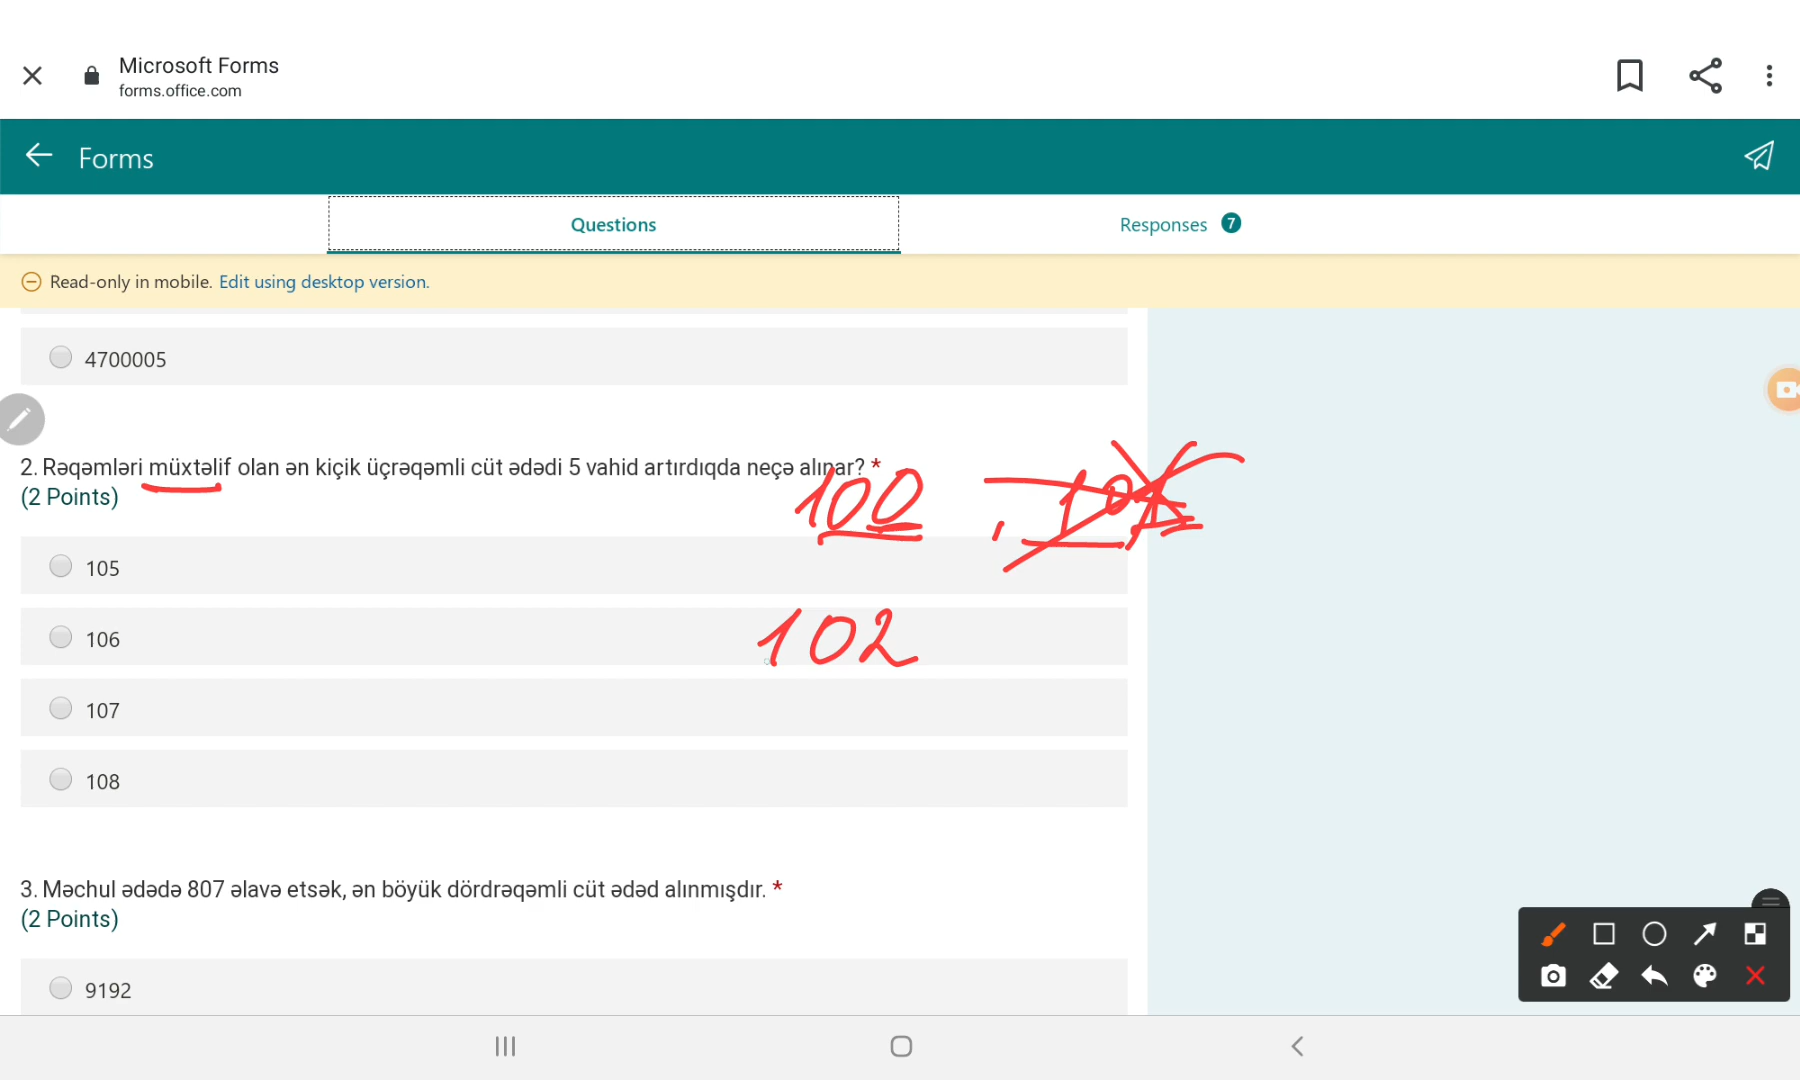 Microsoft Forms
forms.office.com
Forms
Questions
Responses 7
Read-only in mobile. Edit using desktop version.
4700005
2. Rəqəmləri müxtəlif olan ən kiçik üçrəqəmli cüt ədədi 5 vahid artırdıqda neçə alınar? *
(2 Points)
100 , 101
105
106
102
107
108
3. Məchul ədədə 807 əlavə etsək, ən böyük dördrəqəmli cüt ədəd alınmışdır. *
(2 Points)
9192